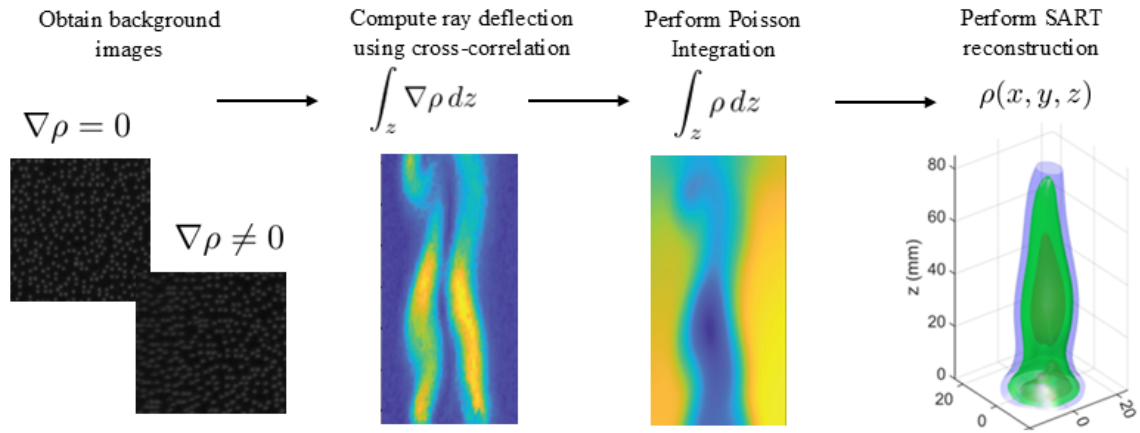 Obtain background
images
Compute ray deflection
using cross-correlation
Perform Poisson
Integration
Perform SART
reconstruction
∇ρ = 0
∇ρ ≠ 0
∫_z ∇ρ dz
∫_z ρ dz
ρ(x, y, z)
80
60
40
20
0
z (mm)
20
0
0
20